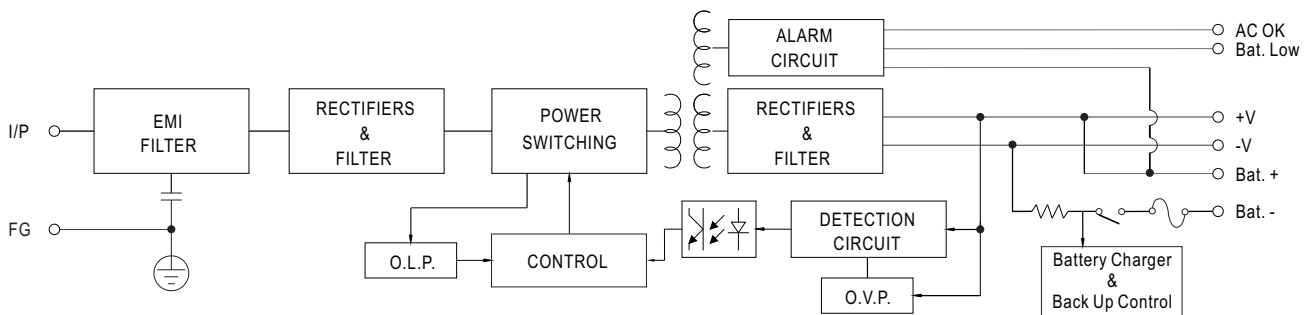 ALARM
CIRCUIT
AC OK
Bat. Low
I/P
EMI
FILTER
RECTIFIERS
&
FILTER
POWER
SWITCHING
RECTIFIERS
&
FILTER
+V
-V
Bat. +
FG
O.L.P.
CONTROL
DETECTION
CIRCUIT
O.V.P.
Bat. -
Battery Charger
&
Back Up Control